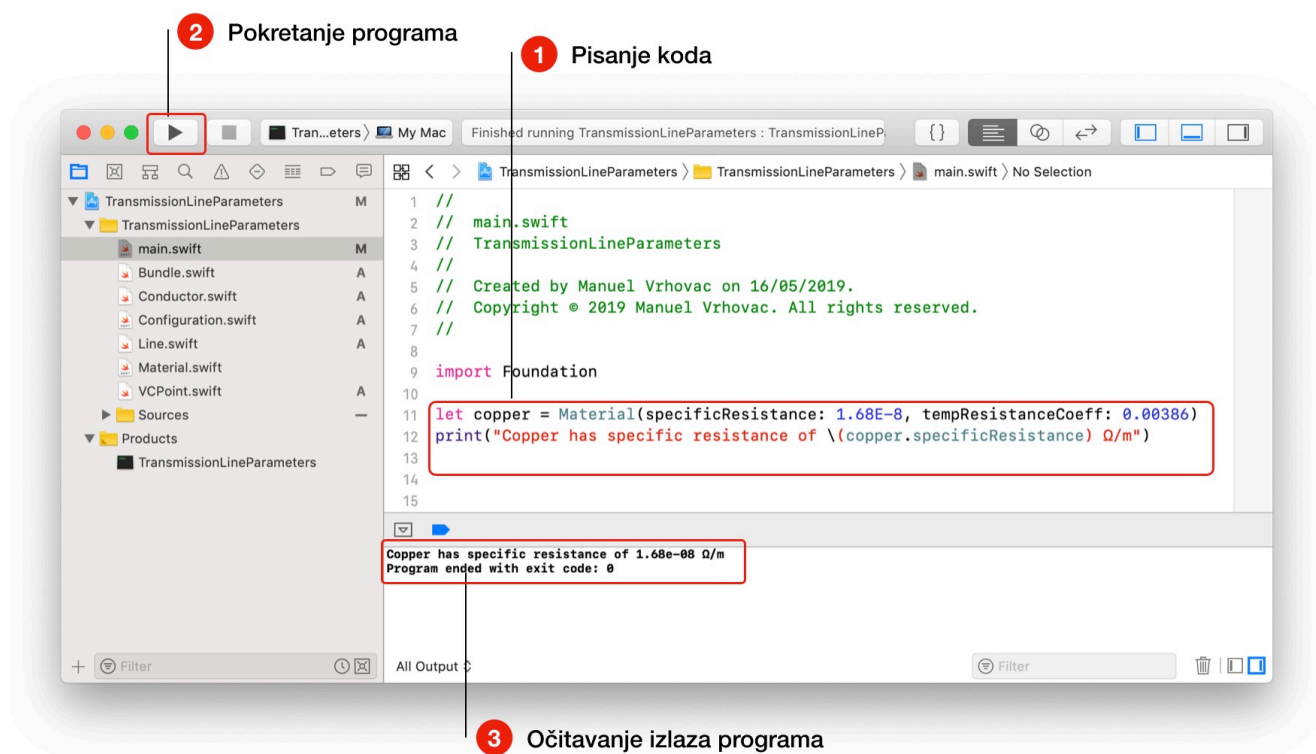 2 Pokretanje programa
1 Pisanje koda
Tran...eters 〉 My Mac
Finished running TransmissionLineParameters : TransmissionLineP
{}
TransmissionLineParameters 〉 TransmissionLineParameters 〉 main.swift 〉 No Selection
TransmissionLineParameters M
TransmissionLineParameters
main.swift M
Bundle.swift A
Conductor.swift A
Configuration.swift A
Line.swift A
Material.swift
VCPoint.swift A
Sources —
Products
TransmissionLineParameters
1 //
2 // main.swift
3 // TransmissionLineParameters
4 //
5 // Created by Manuel Vrhovac on 16/05/2019.
6 // Copyright © 2019 Manuel Vrhovac. All rights reserved.
7 //
8
9 import Foundation
10
11 let copper = Material(specificResistance: 1.68E-8, tempResistanceCoeff: 0.00386)
12 print("Copper has specific resistance of \(copper.specificResistance) Ω/m")
13
14
15
Copper has specific resistance of 1.68e-08 Ω/m
Program ended with exit code: 0
Filter
All Output
Filter
3 Očitavanje izlaza programa